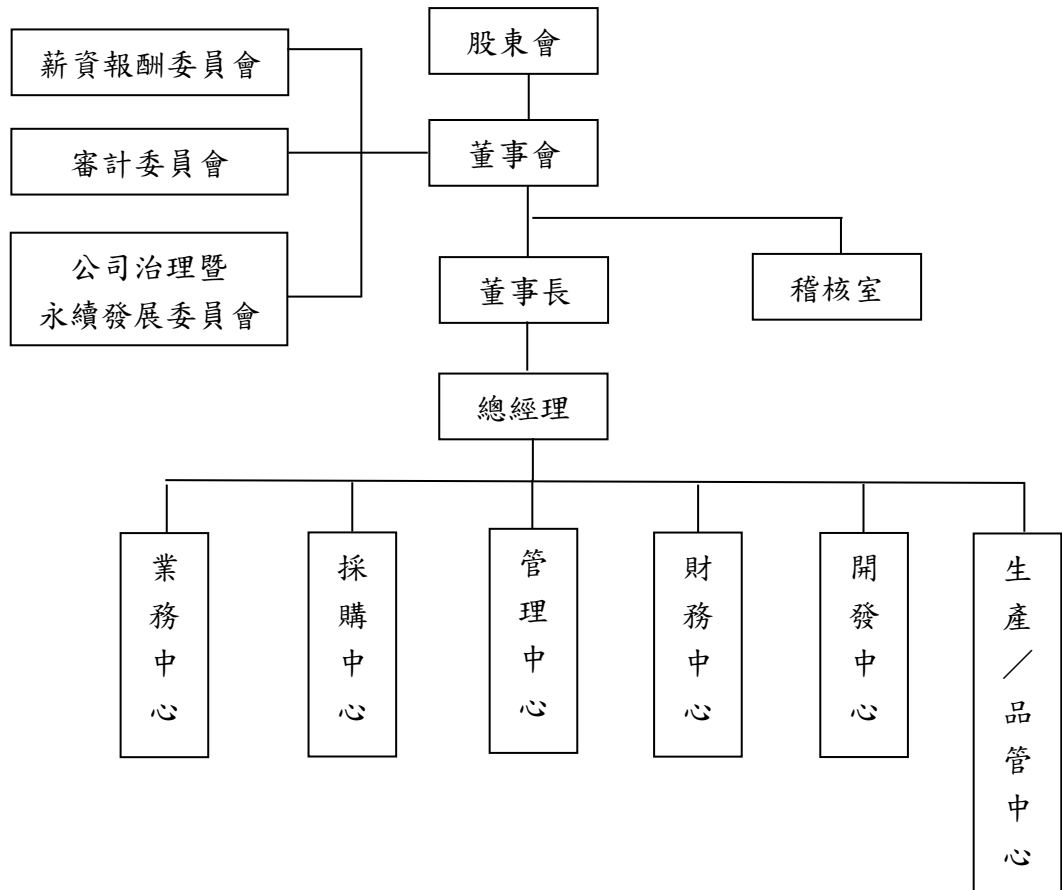 股東會
薪資報酬委員會
董事會
審計委員會
公司治理暨
永續發展委員會
董事長
稽核室
總經理
業務中心
採購中心
管理中心
財務中心
開發中心
生產／品管中心